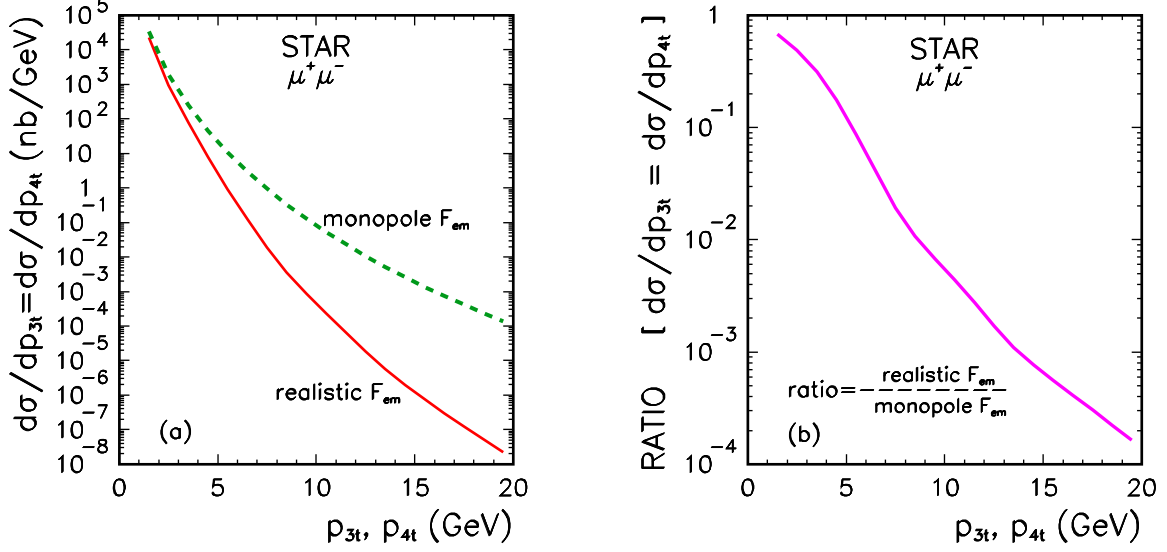 dσ/dp3t=dσ/dp4t (nb/GeV)
10^5
10^4
10^3
10^2
10
1
10^-1
10^-2
10^-3
10^-4
10^-5
10^-6
10^-7
10^-8
STAR
μ+μ-
monopole Fem
realistic Fem
(a)
0 5 10 15 20
p3t, p4t (GeV)
RATIO [ dσ/dp3t = dσ/dp4t ]
1
10^-1
10^-2
10^-3
10^-4
STAR
μ+μ-
realistic Fem
ratio=--------
monopole Fem
(b)
0 5 10 15 20
p3t, p4t (GeV)